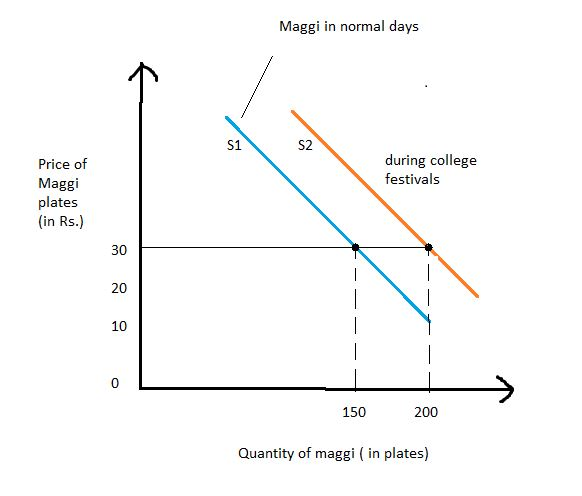 Maggi in normal days
S1
S2
during college
festivals
Price of
Maggi
plates
(in Rs.)
30
20
10
0
150
200
Quantity of maggi ( in plates)